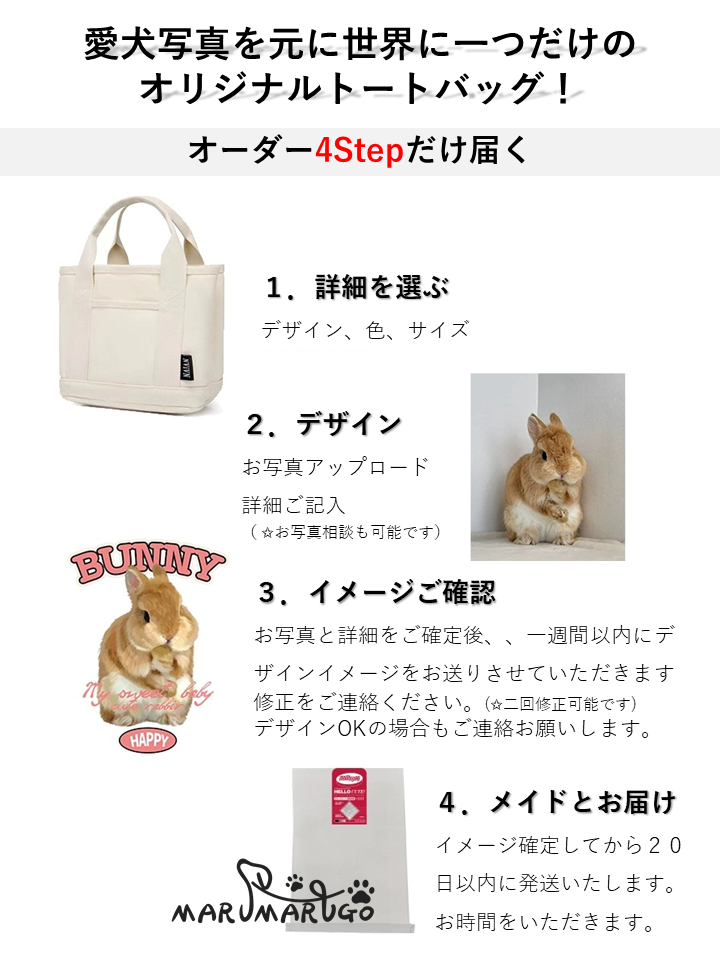 愛犬写真を元に世界に一つだけの
オリジナルトートバッグ！
オーダー4Stepだけ届く
１．詳細を選ぶ
デザイン、色、サイズ
２．デザイン
お写真アップロード
詳細ご記入
（☆お写真相談も可能です）
BUNNY
My sweet baby
cute rabbit
HAPPY
３．イメージご確認
お写真と詳細をご確定後、、一週間以内にデ
ザインイメージをお送りさせていただきます
修正をご連絡ください。（☆二回修正可能です）
デザインOKの場合もご連絡お願いします。
４．メイドとお届け
イメージ確定してから２０
日以内に発送いたします。
お時間をいただきます。
MARUMARUGO